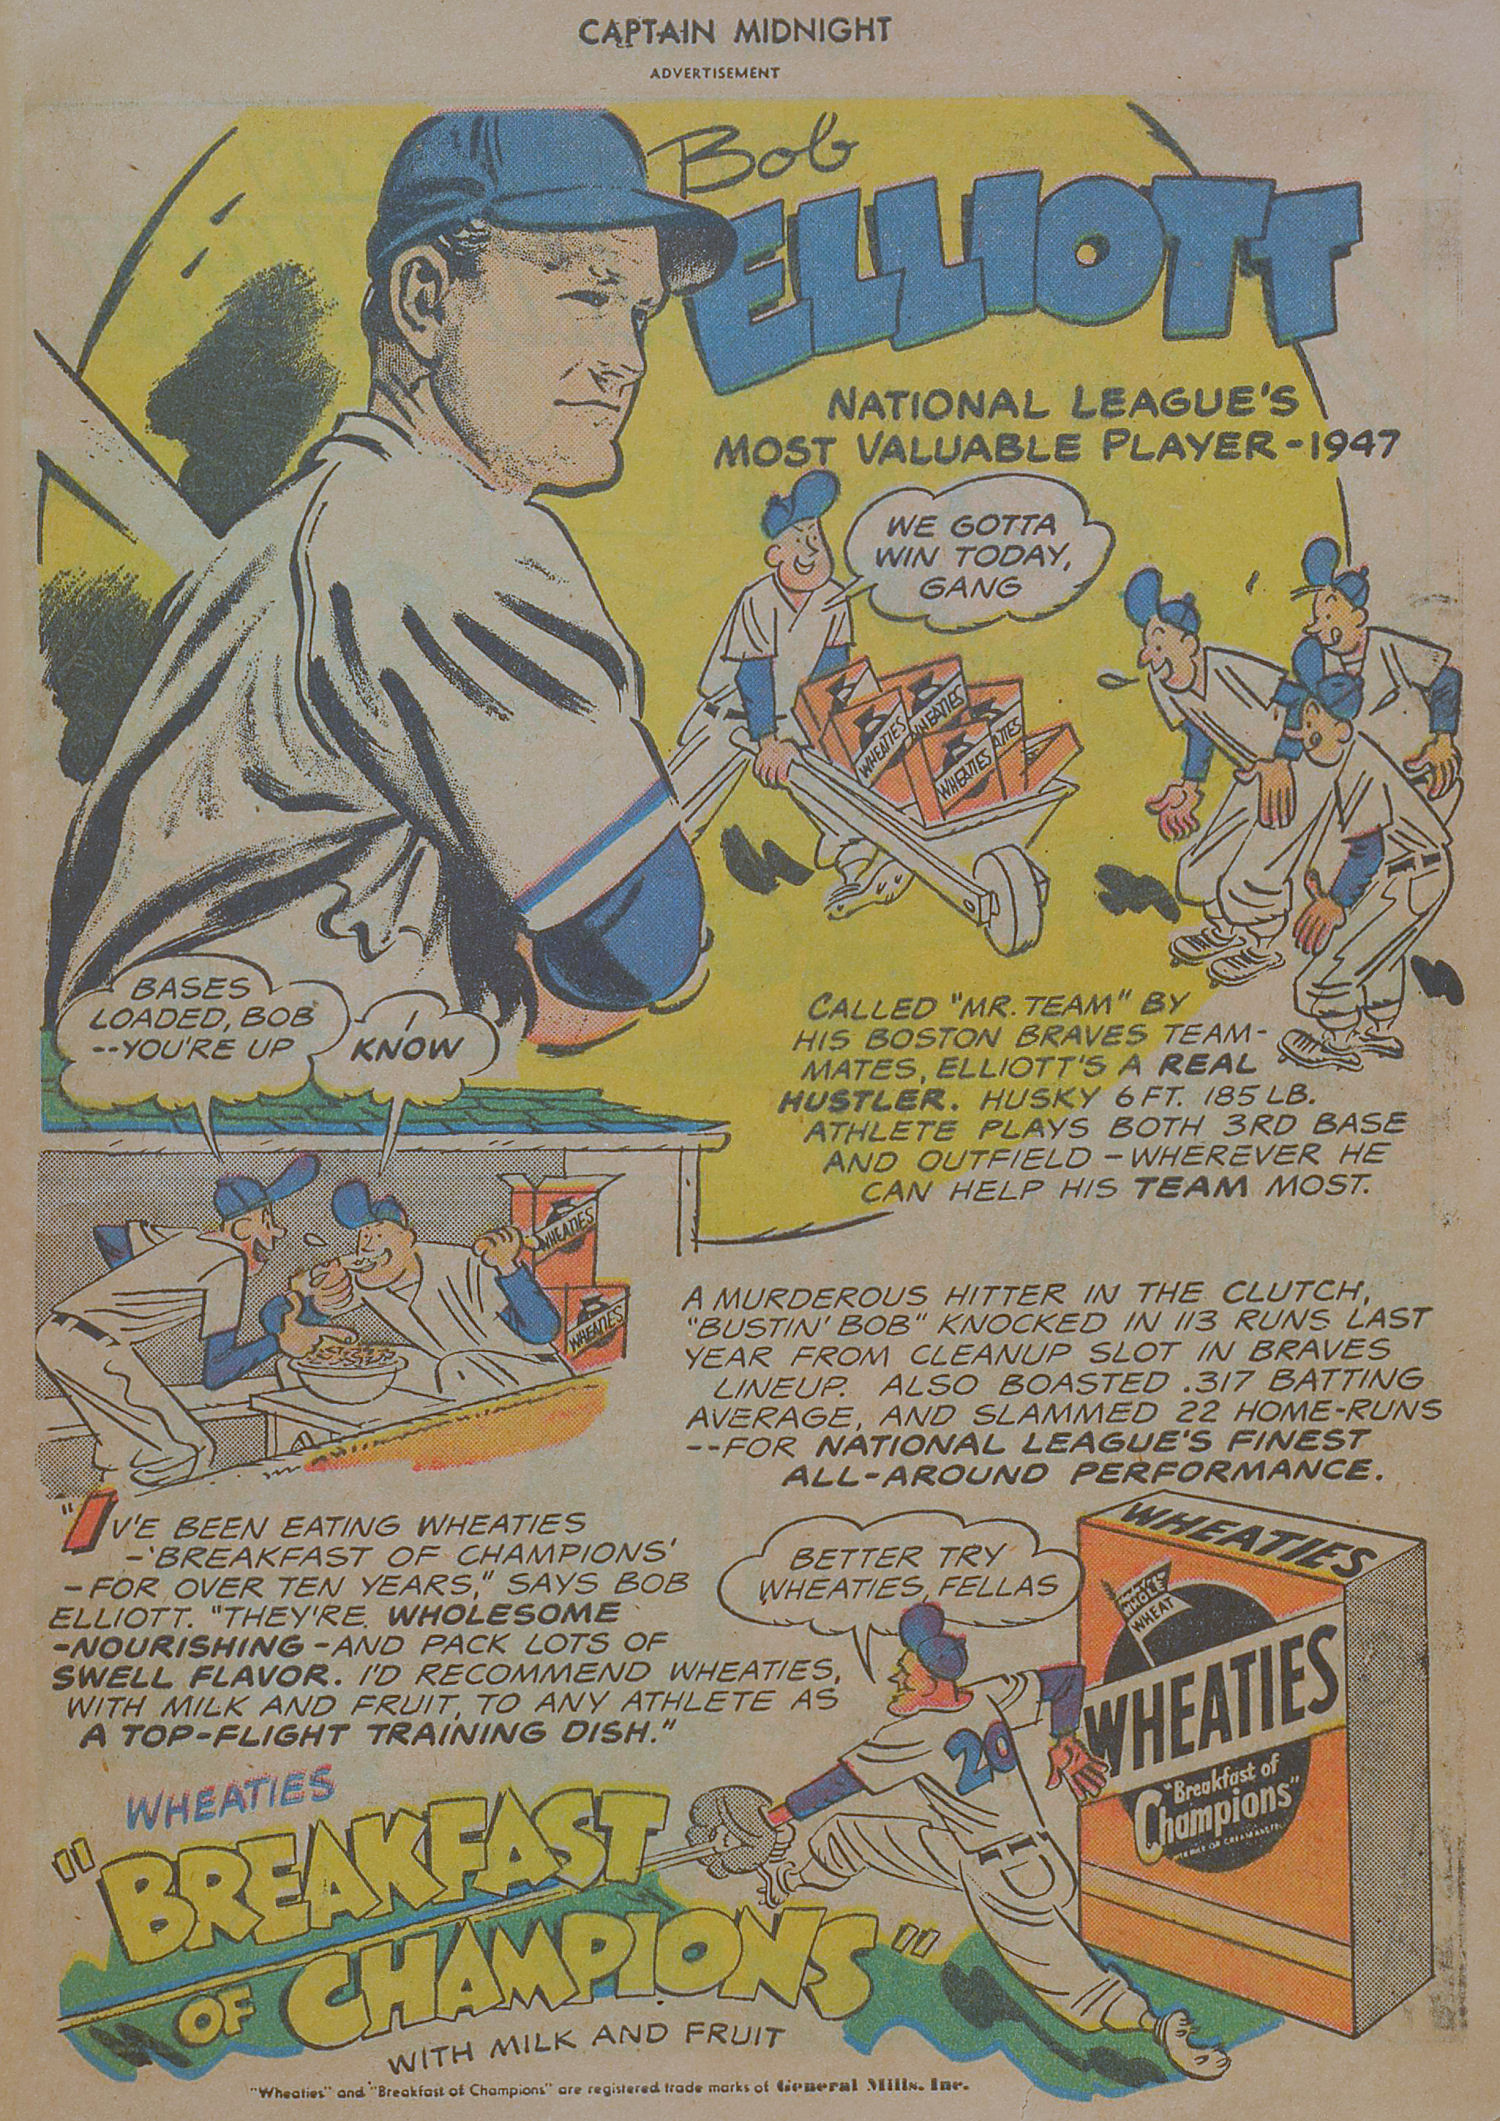 CAPTAIN MIDNIGHT
ADVERTISEMENT
Bob
ELLIOTT
NATIONAL LEAGUE'S
MOST VALUABLE PLAYER-1947
WE GOTTA
WIN TODAY,
GANG
WHEATIES
WHEATIES
WHEATIES
ATIES
CALLED "MR. TEAM" BY
HIS BOSTON BRAVES TEAM-
MATES, ELLIOTT'S A REAL
HUSTLER. HUSKY 6 FT. 185 LB.
ATHLETE PLAYS BOTH 3RD BASE
AND OUTFIELD - WHEREVER HE
CAN HELP HIS TEAM MOST.
BASES
LOADED, BOB
--YOU'RE UP
I
KNOW
WHEATIES
WHEATIES
A MURDEROUS HITTER IN THE CLUTCH,
"BUSTIN' BOB" KNOCKED IN 113 RUNS LAST
YEAR FROM CLEANUP SLOT IN BRAVES
LINEUP. ALSO BOASTED .317 BATTING
AVERAGE, AND SLAMMED 22 HOME-RUNS
--FOR NATIONAL LEAGUE'S FINEST
ALL-AROUND PERFORMANCE.
"I'VE BEEN EATING WHEATIES
-'BREAKFAST OF CHAMPIONS'
-FOR OVER TEN YEARS," SAYS BOB
ELLIOTT. "THEY'RE WHOLESOME
-NOURISHING-AND PACK LOTS OF
SWELL FLAVOR. I'D RECOMMEND WHEATIES,
WITH MILK AND FRUIT, TO ANY ATHLETE AS
A TOP-FLIGHT TRAINING DISH."
BETTER TRY
WHEATIES, FELLAS
20
WHEATIES
WHOLE
WHEAT
WHEATIES
"Breakfast of
Champions"
WHEATIES
"BREAKFAST
OF CHAMPIONS"
WITH MILK AND FRUIT
"Wheaties" and "Breakfast of Champions" are registered trade marks of General Mills, Inc.